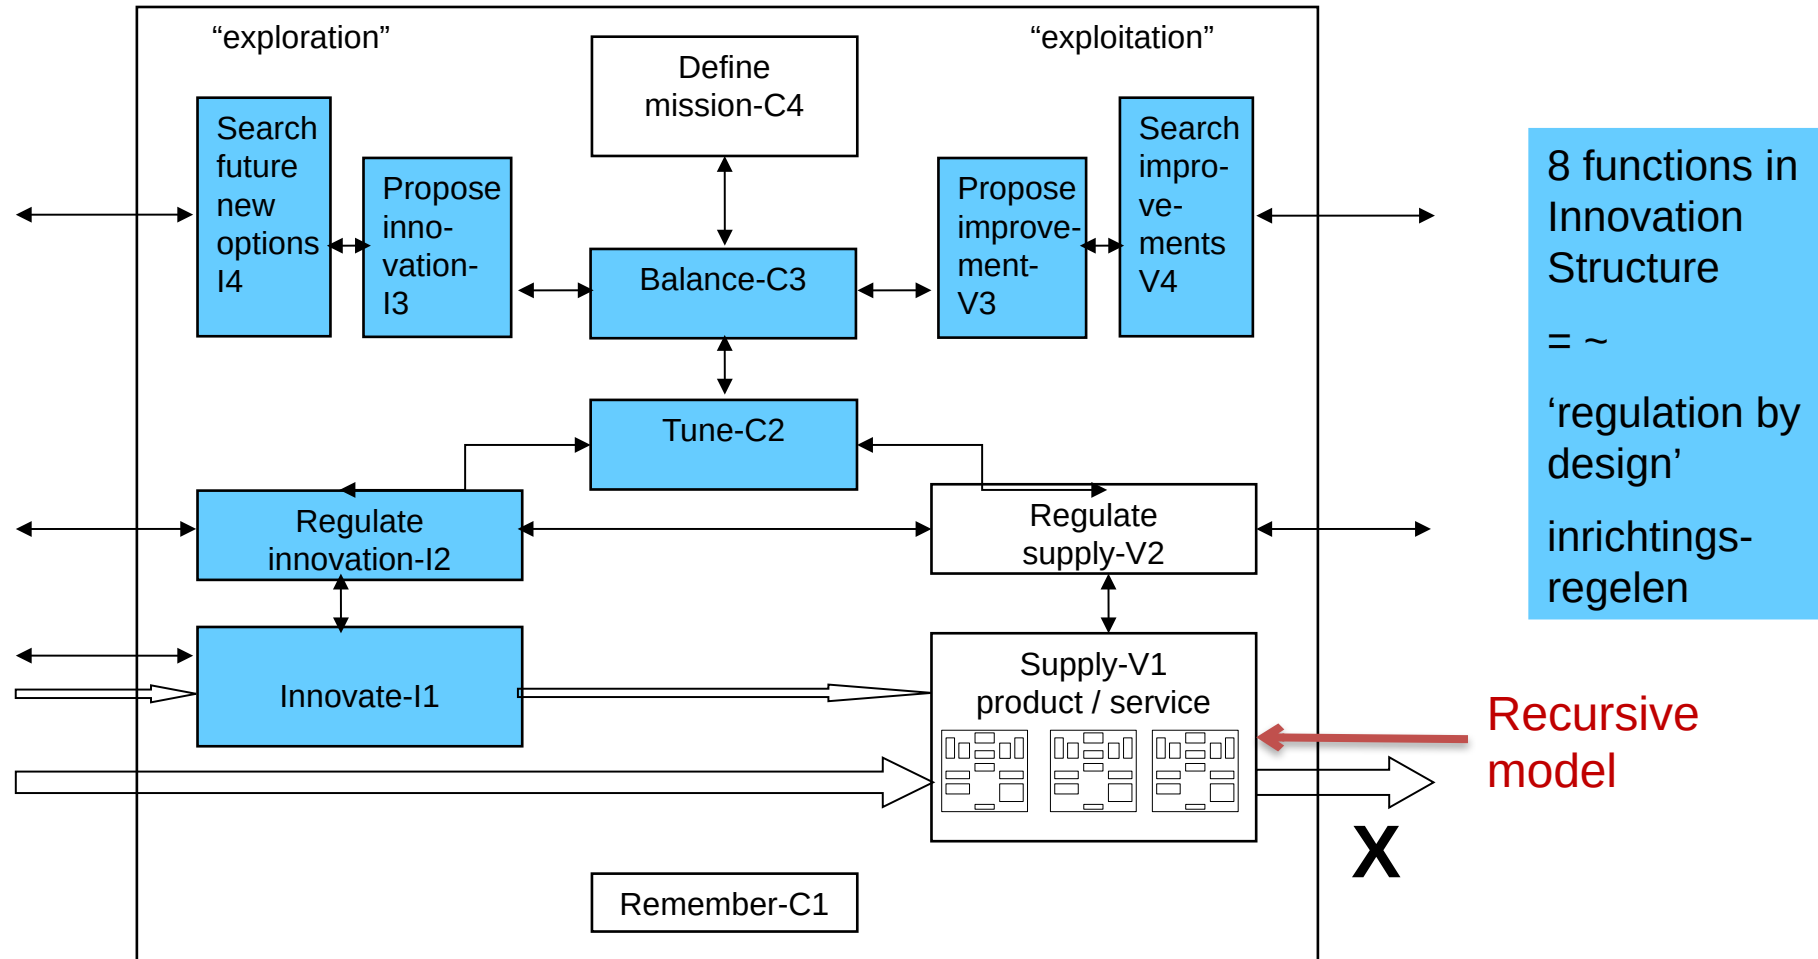 “exploration”
“exploitation”
Define
mission-C4
Search
future
new
options
I4
Propose
inno-
vation-
I3
Balance-C3
Propose
improve-
ment-
V3
Search
impro-
ve-
ments
V4
Tune-C2
Regulate
innovation-I2
Regulate
supply-V2
Innovate-I1
Supply-V1
product / service
Remember-C1
X
8 functions in
Innovation
Structure
= ~
‘regulation by
design’
inrichtings-
regelen
Recursive
model